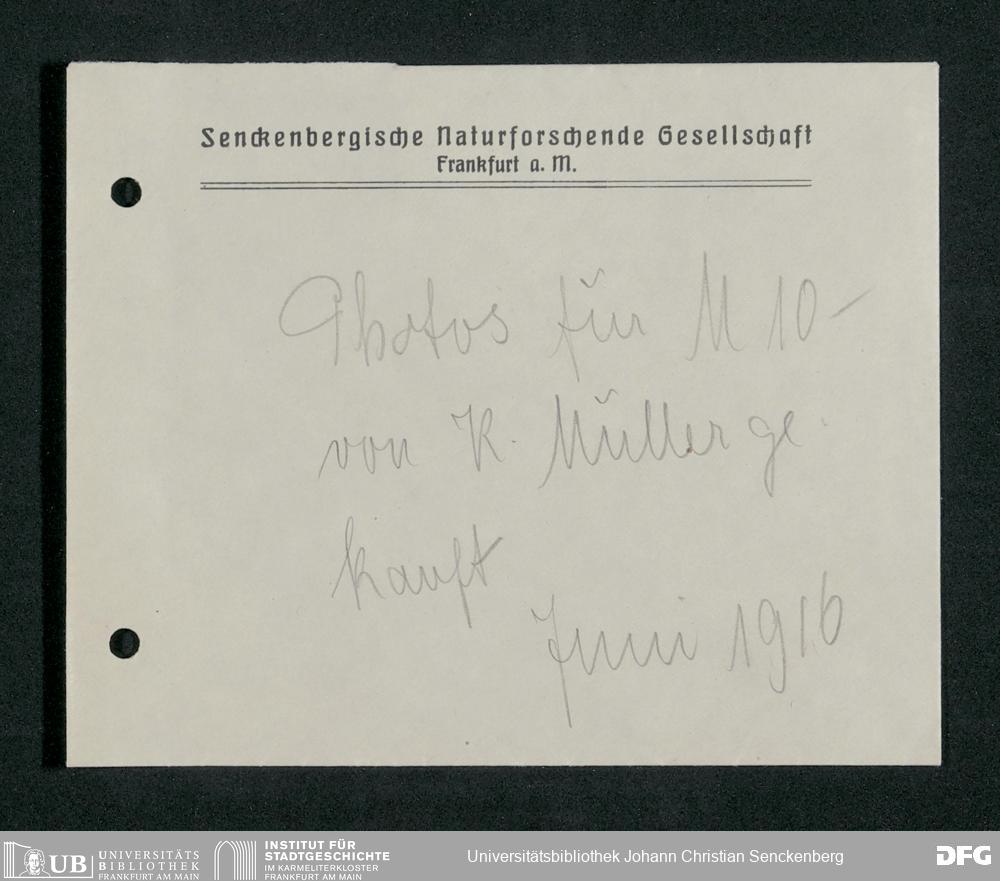 Senckenbergische Naturforschende Gesellschaft
Frankfurt a. M.
Photos für M 10-
von K. Müller ge
kauft
Juni 1916
UB UNIVERSITÄTS
BIBLIOTHEK
FRANKFURT AM MAIN
INSTITUT FÜR
STADTGESCHICHTE
IM KARMELITERKLOSTER
FRANKFURT AM MAIN
Universitätsbibliothek Johann Christian Senckenberg
DFG